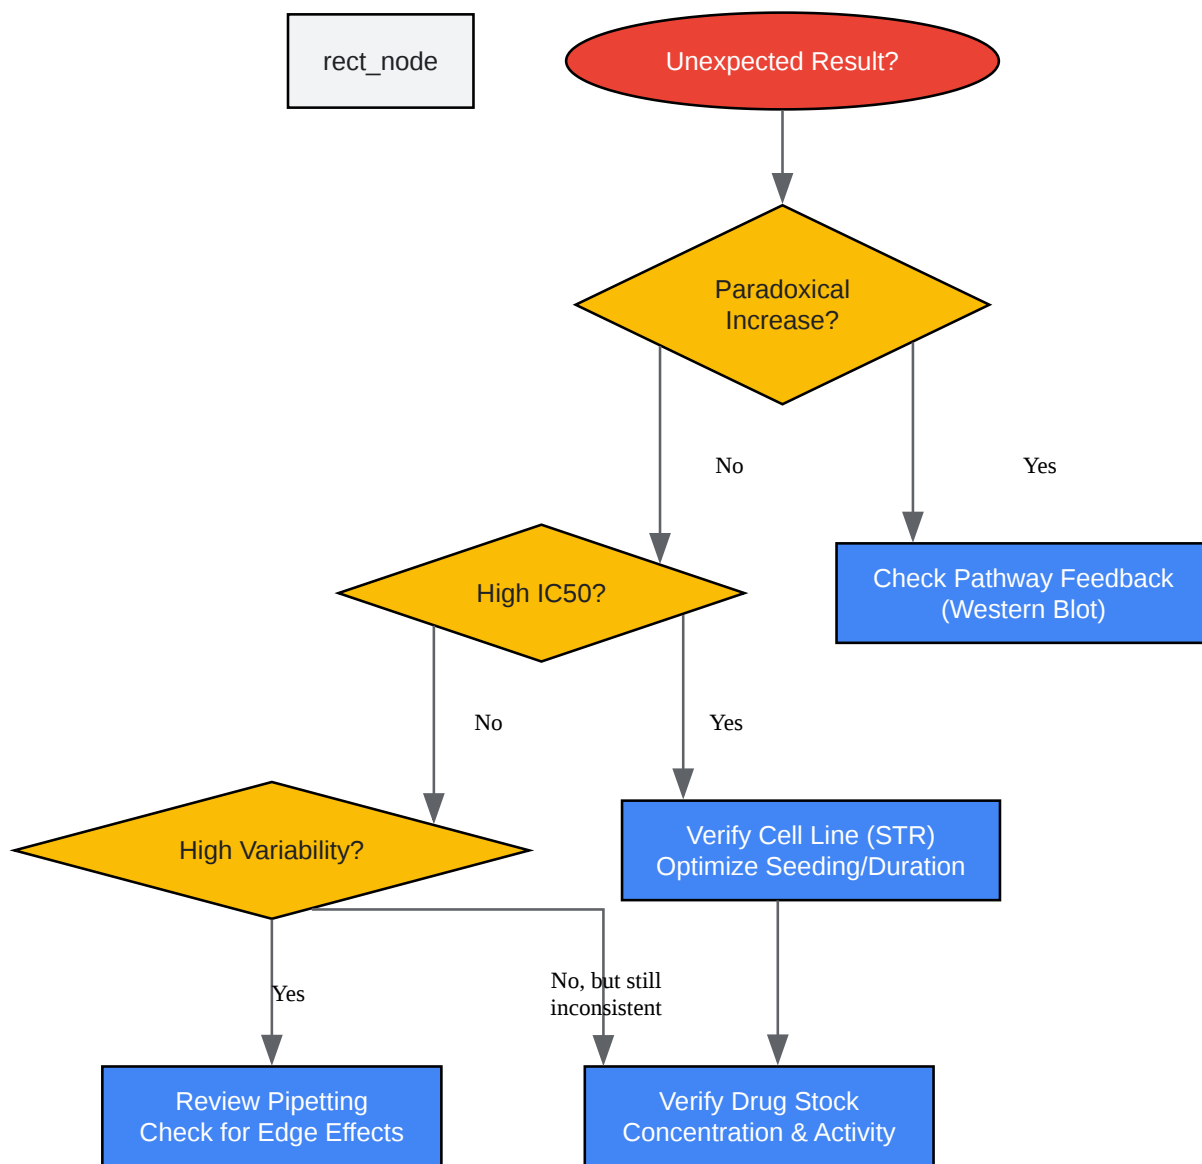 rect_node
Unexpected Result?
Paradoxical
Increase?
No
Yes
High IC50?
Check Pathway Feedback
(Western Blot)
No
Yes
High Variability?
Verify Cell Line (STR)
Optimize Seeding/Duration
Yes
No, but still
inconsistent
Review Pipetting
Check for Edge Effects
Verify Drug Stock
Concentration & Activity